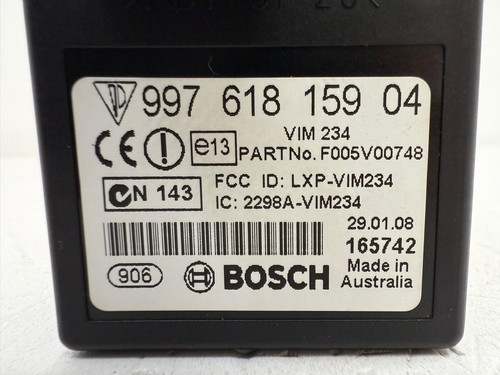 997 618 159 04
VIM 234
e13 PARTNo. F005V00748
N 143 FCC ID: LXP-VIM234
IC: 2298A-VIM234
29.01.08
165742
906 BOSCH Made in
Australia